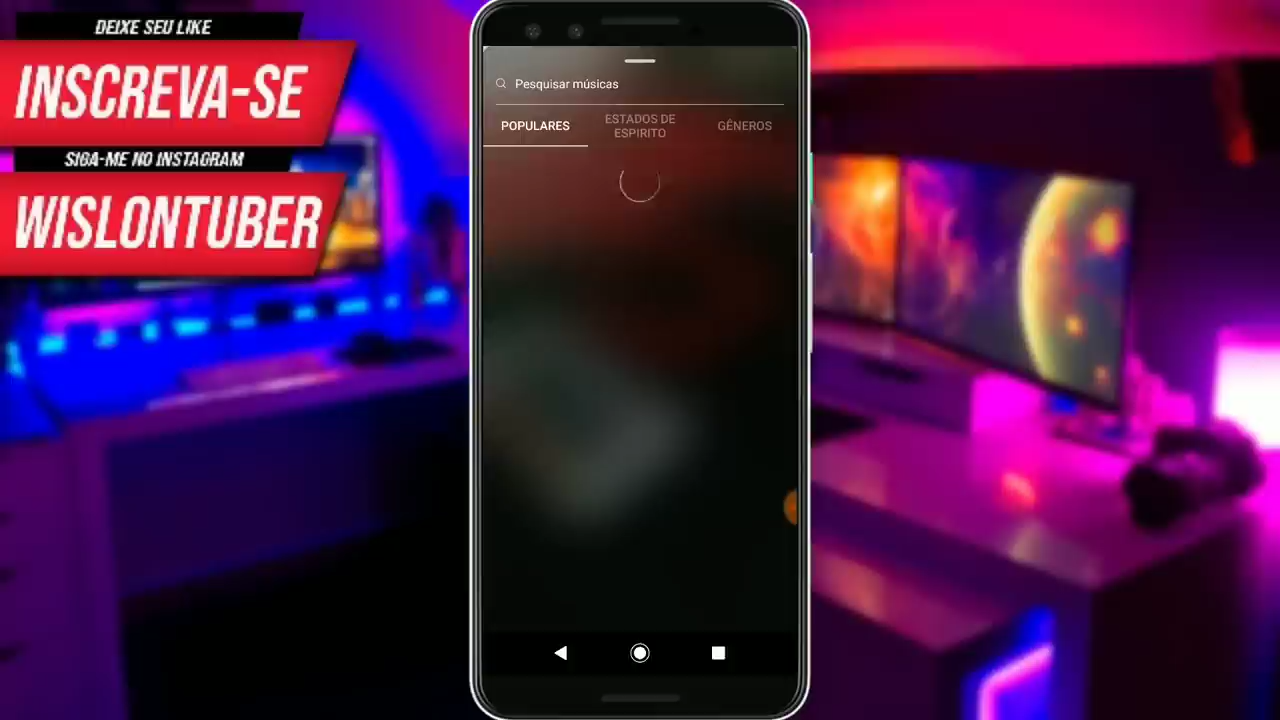 DEIXE SEU LIKE
INSCREVA-SE
SIGA-ME NO INSTAGRAM
WISLONTUBER
Pesquisar músicas
POPULARES
ESTADOS DE
ESPIRITO
GÊNEROS